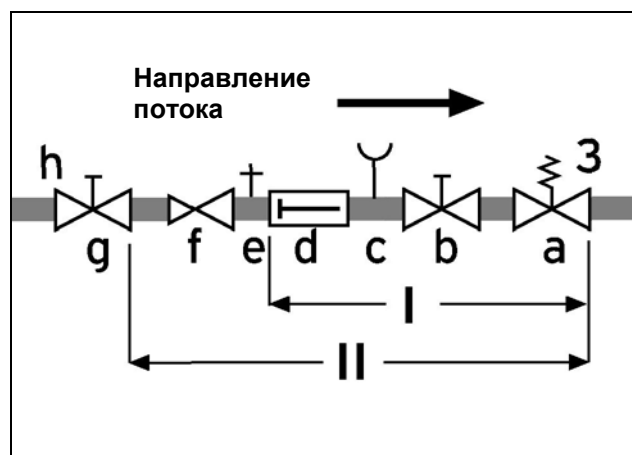 Направление
потока
h 3
g f e d c b a
I
II